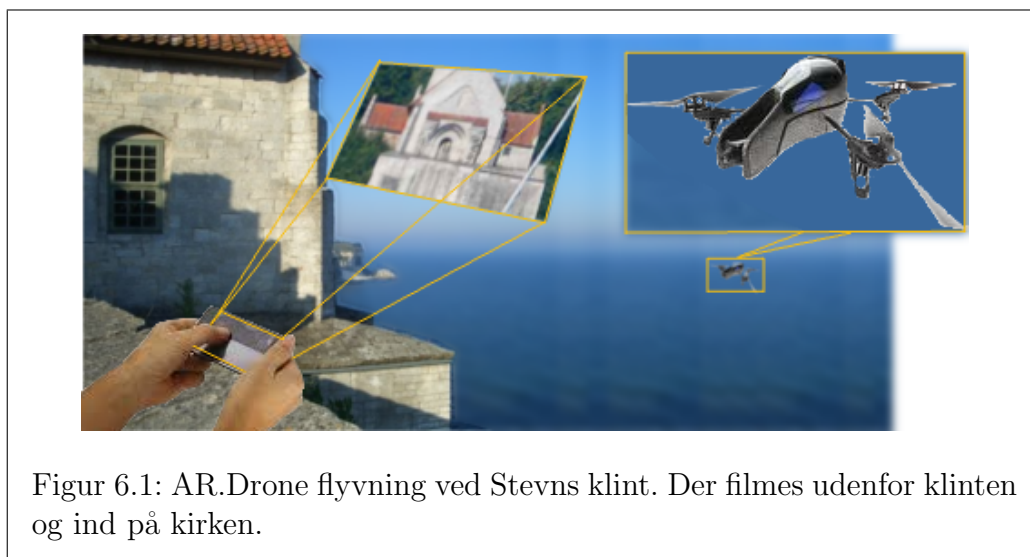 Figur 6.1: AR.Drone flyvning ved Stevns klint. Der filmes udenfor klinten
og ind på kirken.